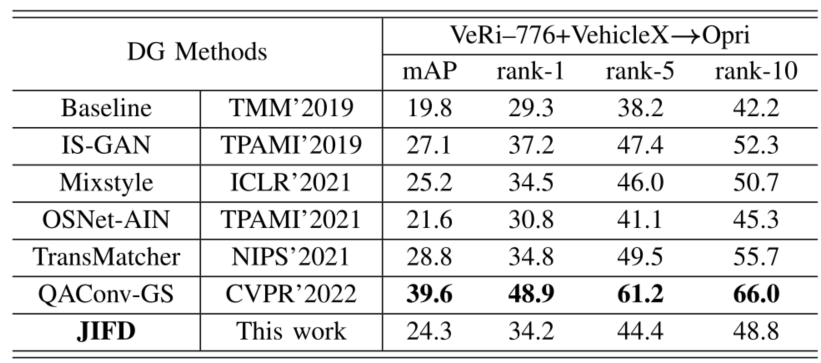 DG Methods VeRi–776+VehicleX→Opri
mAP rank-1 rank-5 rank-10
Baseline TMM’2019 19.8 29.3 38.2 42.2
IS-GAN TPAMI’2019 27.1 37.2 47.4 52.3
Mixstyle ICLR’2021 25.2 34.5 46.0 50.7
OSNet-AIN TPAMI’2021 21.6 30.8 41.1 45.3
TransMatcher NIPS’2021 28.8 34.8 49.5 55.7
QAConv-GS CVPR’2022 39.6 48.9 61.2 66.0
JIFD This work 24.3 34.2 44.4 48.8